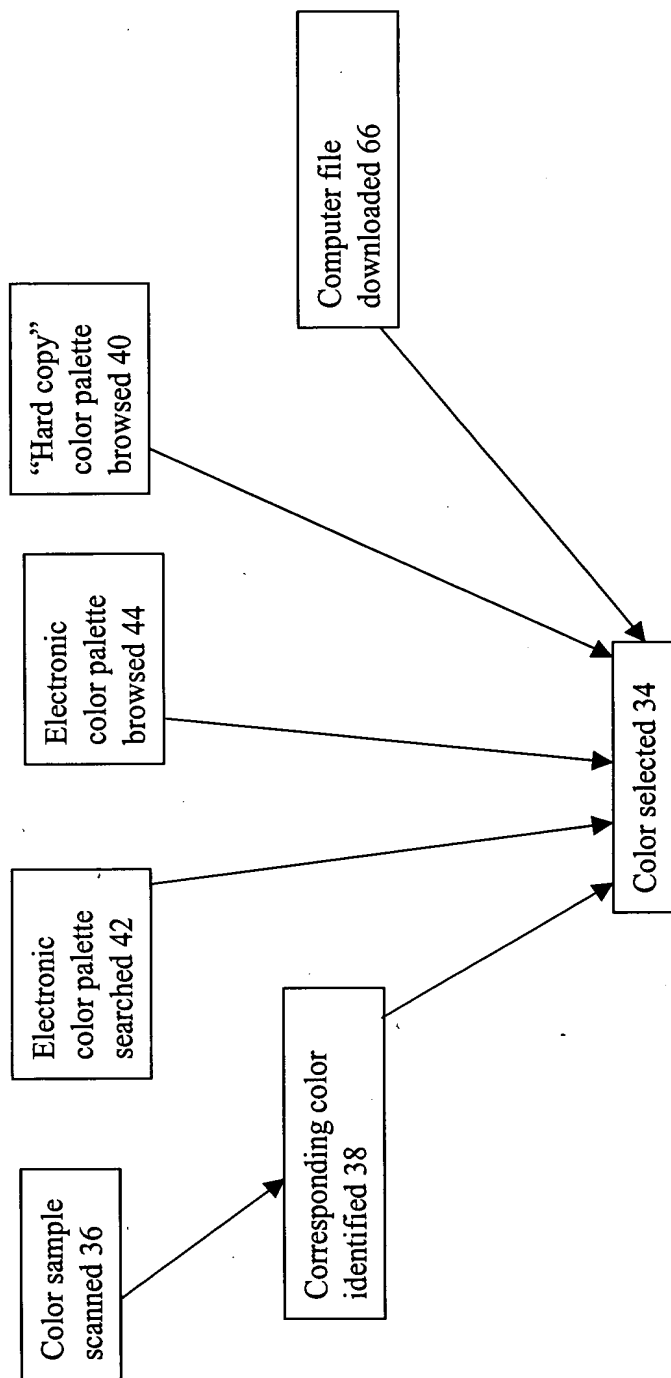 Color sample
scanned 36
Electronic
color palette
searched 42
Electronic
color palette
browsed 44
“Hard copy”
color palette
browsed 40
Corresponding color
identified 38
Computer file
downloaded 66
Color selected 34